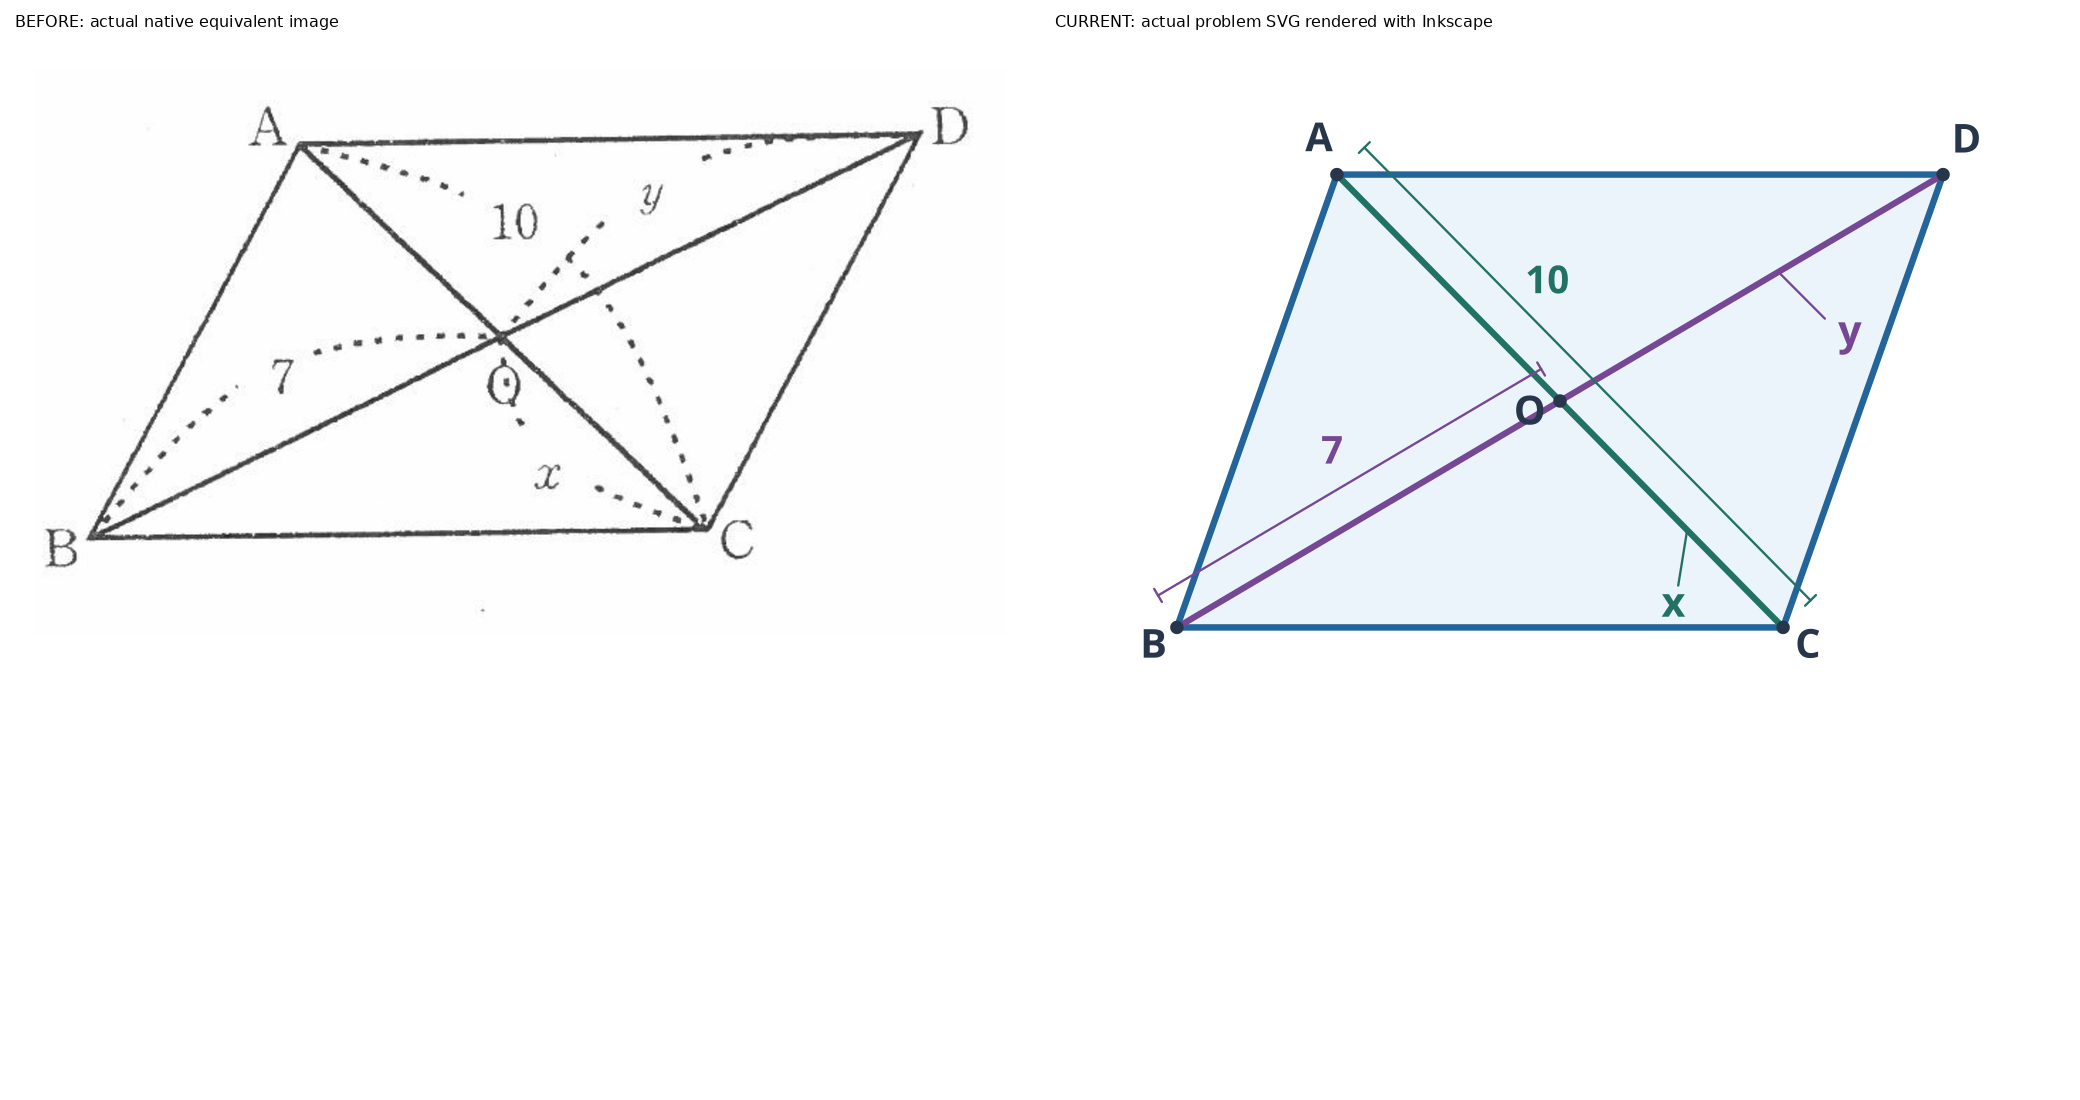 BEFORE: actual native equivalent image
A
D
y
10
7
O
x
B
C
CURRENT: actual problem SVG rendered with Inkscape
A
D
10
y
O
7
x
B
C